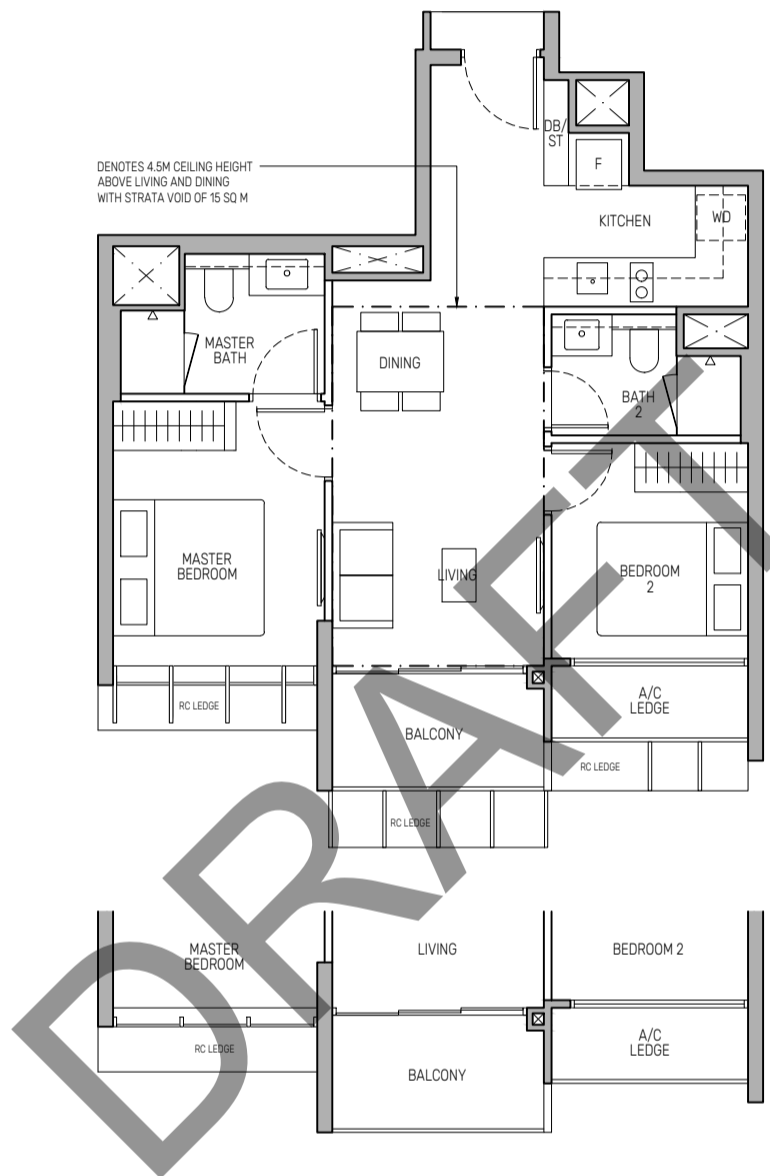 DB/
ST
F
DENOTES 4.5M CEILING HEIGHT
ABOVE LIVING AND DINING
WITH STRATA VOID OF 15 SQ M
KITCHEN
WD
MASTER
BATH
DINING
BATH
2
MASTER
BEDROOM
LIVING
BEDROOM
2
RC LEDGE
A/C
LEDGE
BALCONY
RC LEDGE
RC LEDGE
DRAFT
MASTER
BEDROOM
LIVING
BEDROOM 2
RC LEDGE
A/C
LEDGE
BALCONY